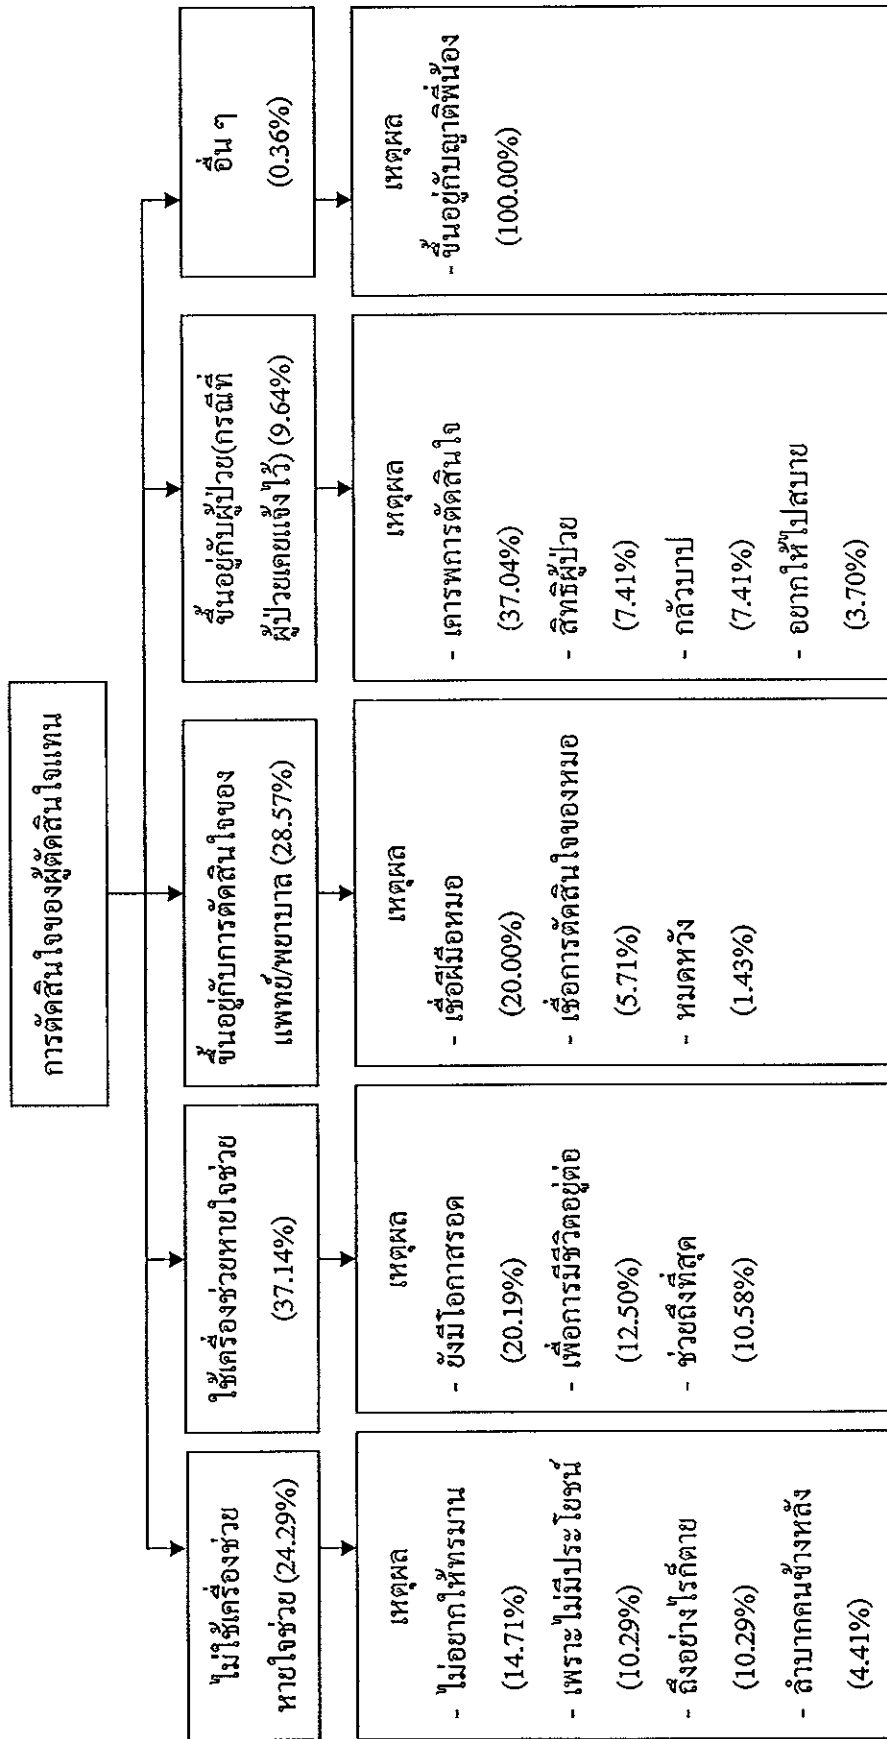 การตัดสินใจของผู้ตัดสินใจแทน
ไม่ใช้เครื่องช่วย
หายใจช่วย (24.29%)
เหตุผล
- ไม่อยากให้ทรมาน
(14.71%)
- เพราะไม่มีประโยชน์
(10.29%)
- ถึงอย่างไรก็ตาย
(10.29%)
- ลำบากคนข้างหลัง
(4.41%)
ใช้เครื่องช่วยหายใจช่วย
(37.14%)
เหตุผล
- ยังมีโอกาสรอด
(20.19%)
- เพื่อการมีชีวิตอยู่ต่อ
(12.50%)
- ช่วยถึงที่สุด
(10.58%)
ขึ้นอยู่กับการตัดสินใจของ
แพทย์/พยาบาล (28.57%)
เหตุผล
- เชื่อฝีมือหมอ
(20.00%)
- เชื่อการตัดสินใจของหมอ
(5.71%)
- หมดหวัง
(1.43%)
ขึ้นอยู่กับผู้ป่วย(กรณีที่
ผู้ป่วยเคยแจ้งไว้) (9.64%)
เหตุผล
- เคารพการตัดสินใจ
(37.04%)
- สิทธิผู้ป่วย
(7.41%)
- กลัวบาป
(7.41%)
- อยากให้ไปสบาย
(3.70%)
อื่น ๆ
(0.36%)
เหตุผล
- ขึ้นอยู่กับญาติพี่น้อง
(100.00%)